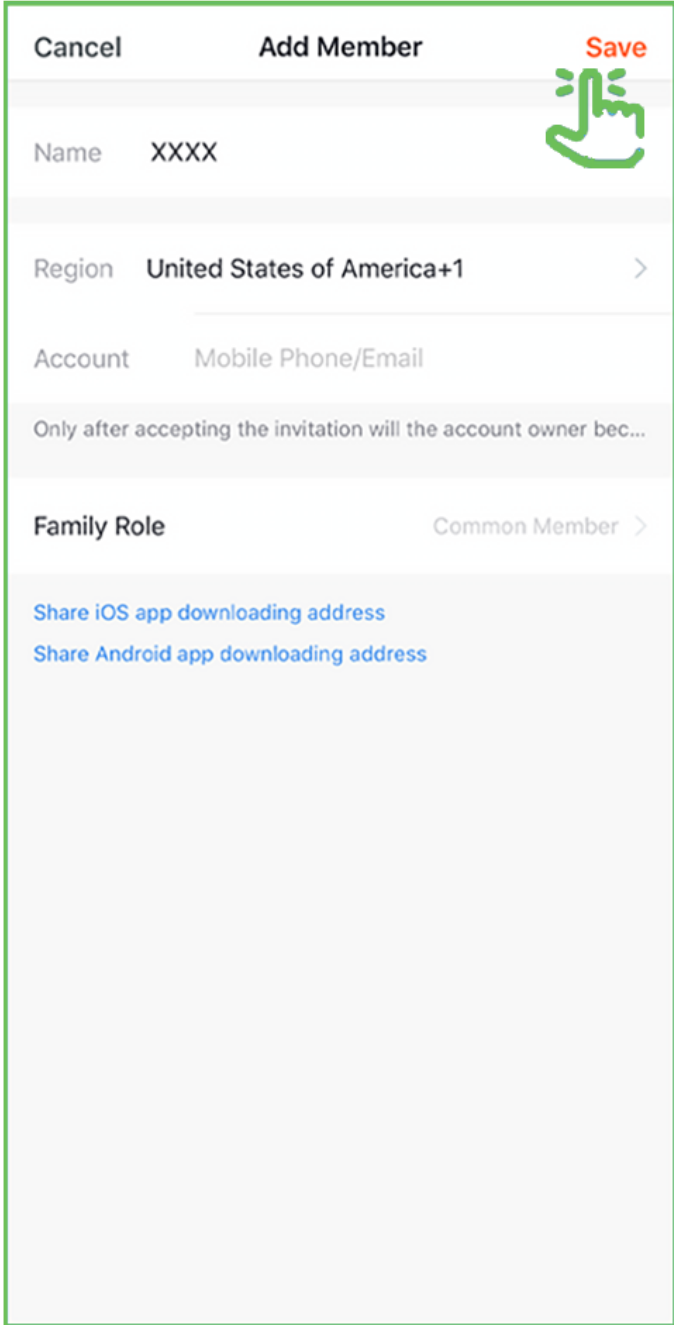 Cancel Add Member Save
Name XXXX
Region United States of America+1
Account Mobile Phone/Email
Only after accepting the invitation will the account owner bec...
Family Role Common Member
Share iOS app downloading address
Share Android app downloading address